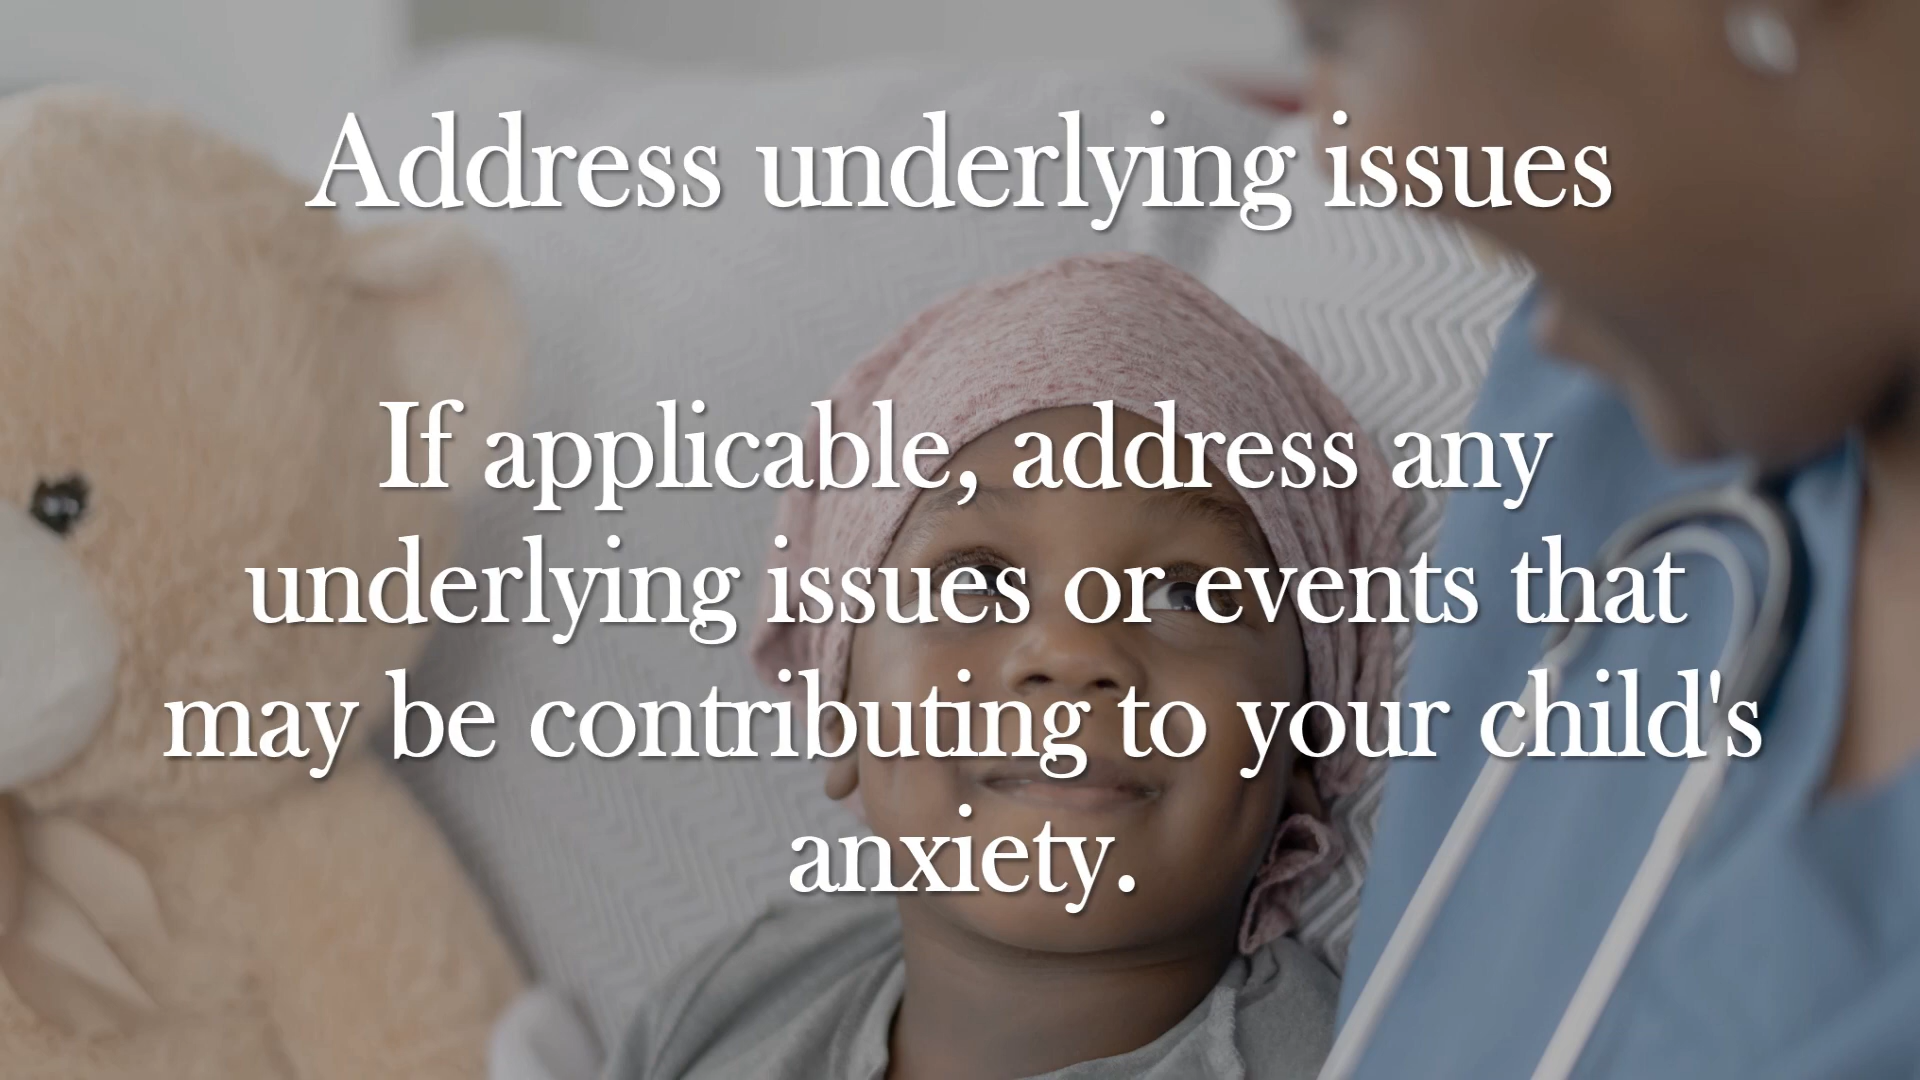 Address underlying issues
If applicable, address any
underlying issues or events that
may be contributing to your child's
anxiety.